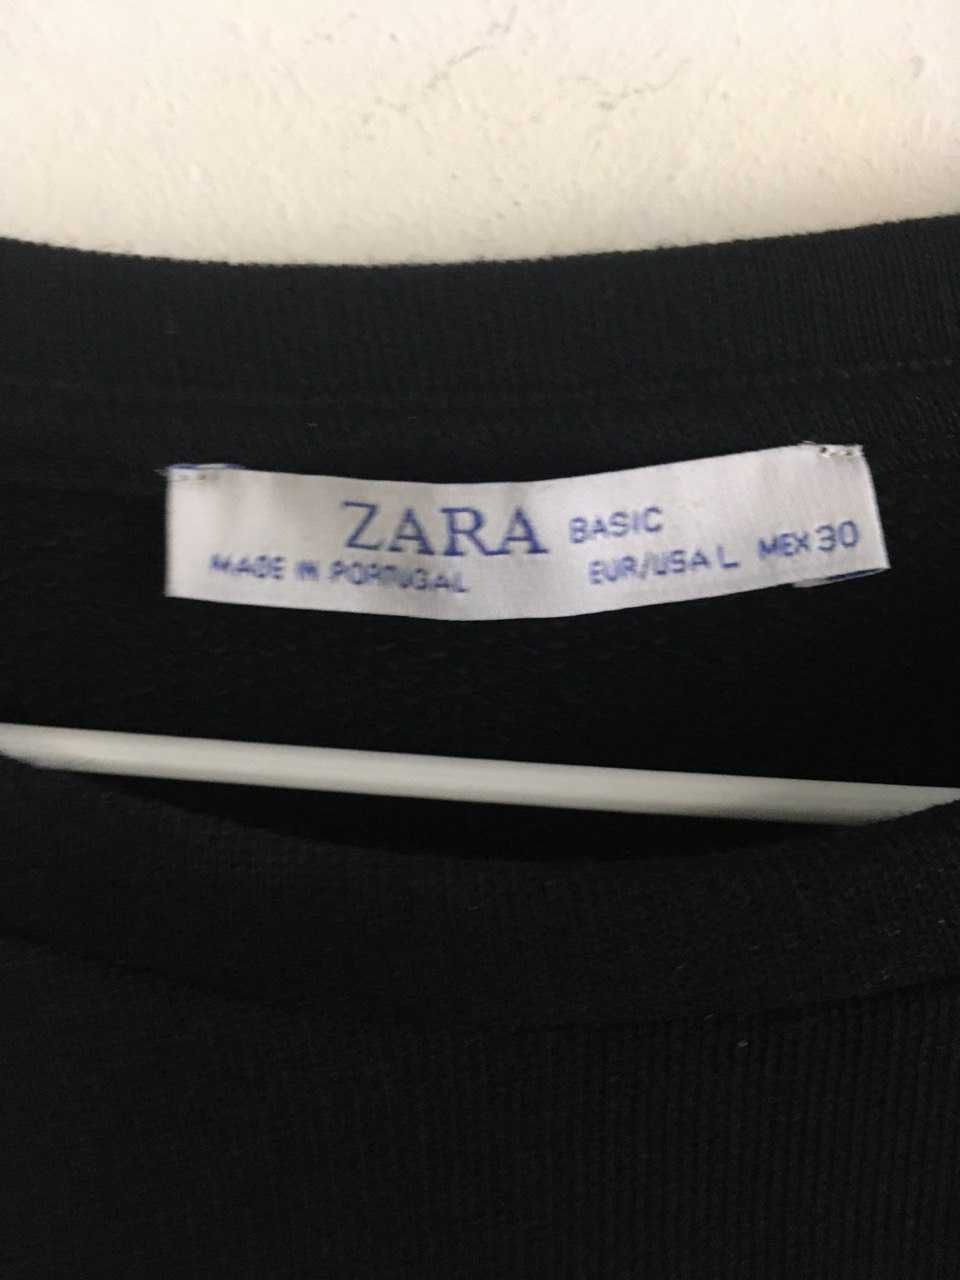 ZARA BASIC
MADE IN PORTUGAL EUR/USA L MEX 30